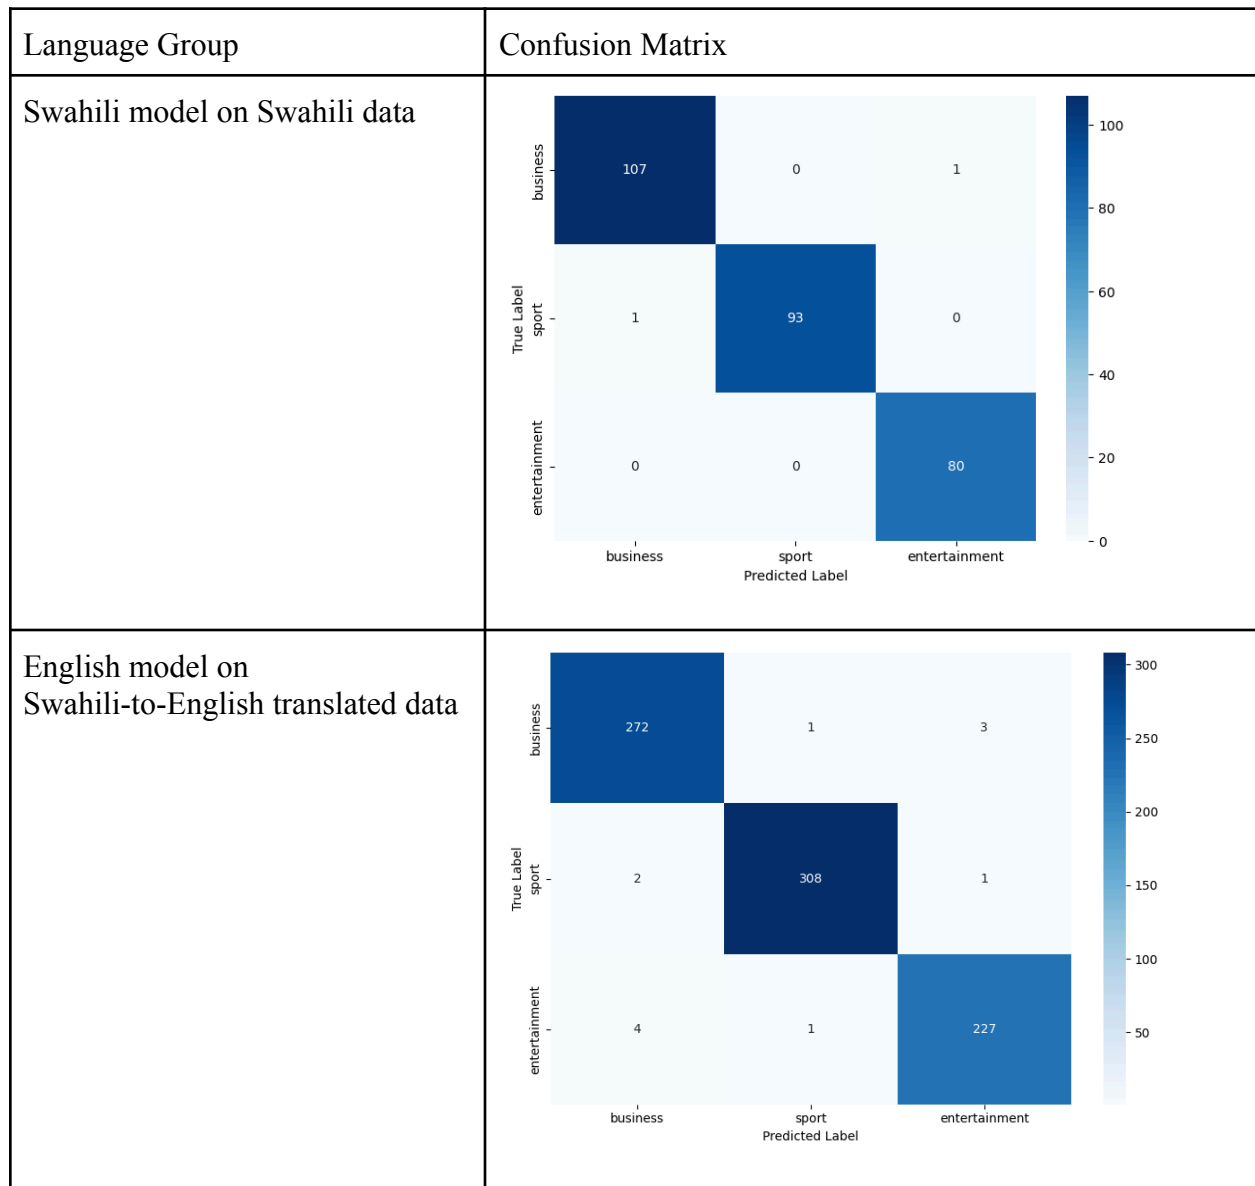 Language Group
Confusion Matrix
Swahili model on Swahili data
business
107
0
1
100
80
True Label
sport
1
93
0
60
40
entertainment
0
0
80
20
0
business
sport
entertainment
Predicted Label
English model on
Swahili-to-English translated data
business
272
1
3
300
250
True Label
sport
2
308
1
200
150
entertainment
4
1
227
100
50
business
sport
entertainment
Predicted Label